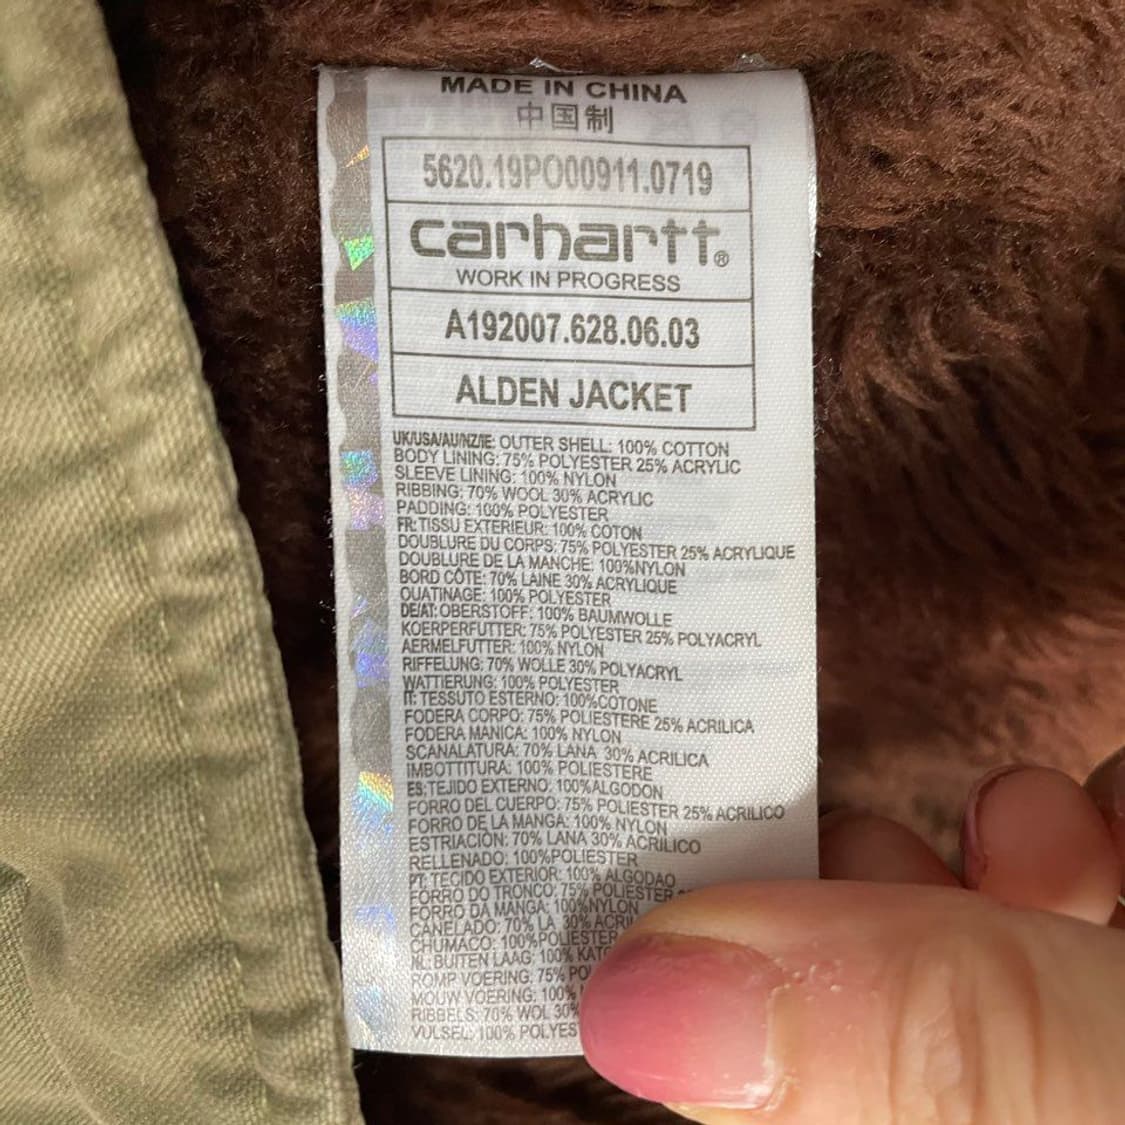 MADE IN CHINA
中国制
5620.19PO00911.0719
carhartt®
WORK IN PROGRESS
A192007.628.06.03
ALDEN JACKET
UK/USA/AU/NZ/IE: OUTER SHELL: 100% COTTON
BODY LINING: 75% POLYESTER 25% ACRYLIC
SLEEVE LINING: 100% NYLON
RIBBING: 70% WOOL 30% ACRYLIC
PADDING: 100% POLYESTER
FR: TISSU EXTERIEUR: 100% COTON
DOUBLURE DU CORPS: 75% POLYESTER 25% ACRYLIQUE
DOUBLURE DE LA MANCHE: 100%NYLON
BORD CÔTE: 70% LAINE 30% ACRYLIQUE
OUATINAGE: 100% POLYESTER
DE/AT: OBERSTOFF: 100% BAUMWOLLE
KOERPERFUTTER: 75% POLYESTER 25% POLYACRYL
AERMELFUTTER: 100% NYLON
RIFFELUNG: 70% WOLLE 30% POLYACRYL
WATTIERUNG: 100% POLYESTER
IT: TESSUTO ESTERNO: 100%COTONE
FODERA CORPO: 75% POLIESTERE 25% ACRILICA
FODERA MANICA: 100% NYLON
SCANALATURA: 70% LANA 30% ACRILICA
IMBOTTITURA: 100% POLIESTERE
ES: TEJIDO EXTERNO: 100%ALGODON
FORRO DEL CUERPO: 75% POLIESTER 25% ACRILICO
FORRO DE LA MANGA: 100% NYLON
ESTRIACIÓN: 70% LANA 30% ACRILICO
RELLENADO: 100%POLIESTER
PT: TECIDO EXTERIOR: 100% ALGODAO
FORRO DO TRONCO: 75% POLIESTER
FORRO DA MANGA: 100%NYLON
CANELADO: 70% LA 30%
CHUMACO: 100%POLIESTER
NL: BUITEN LAAG: 100%
ROMP VOERING: 75%
MOUW VOERING: 100%
RIBBELS: 70% WOL 30%
VULSEL: 100%